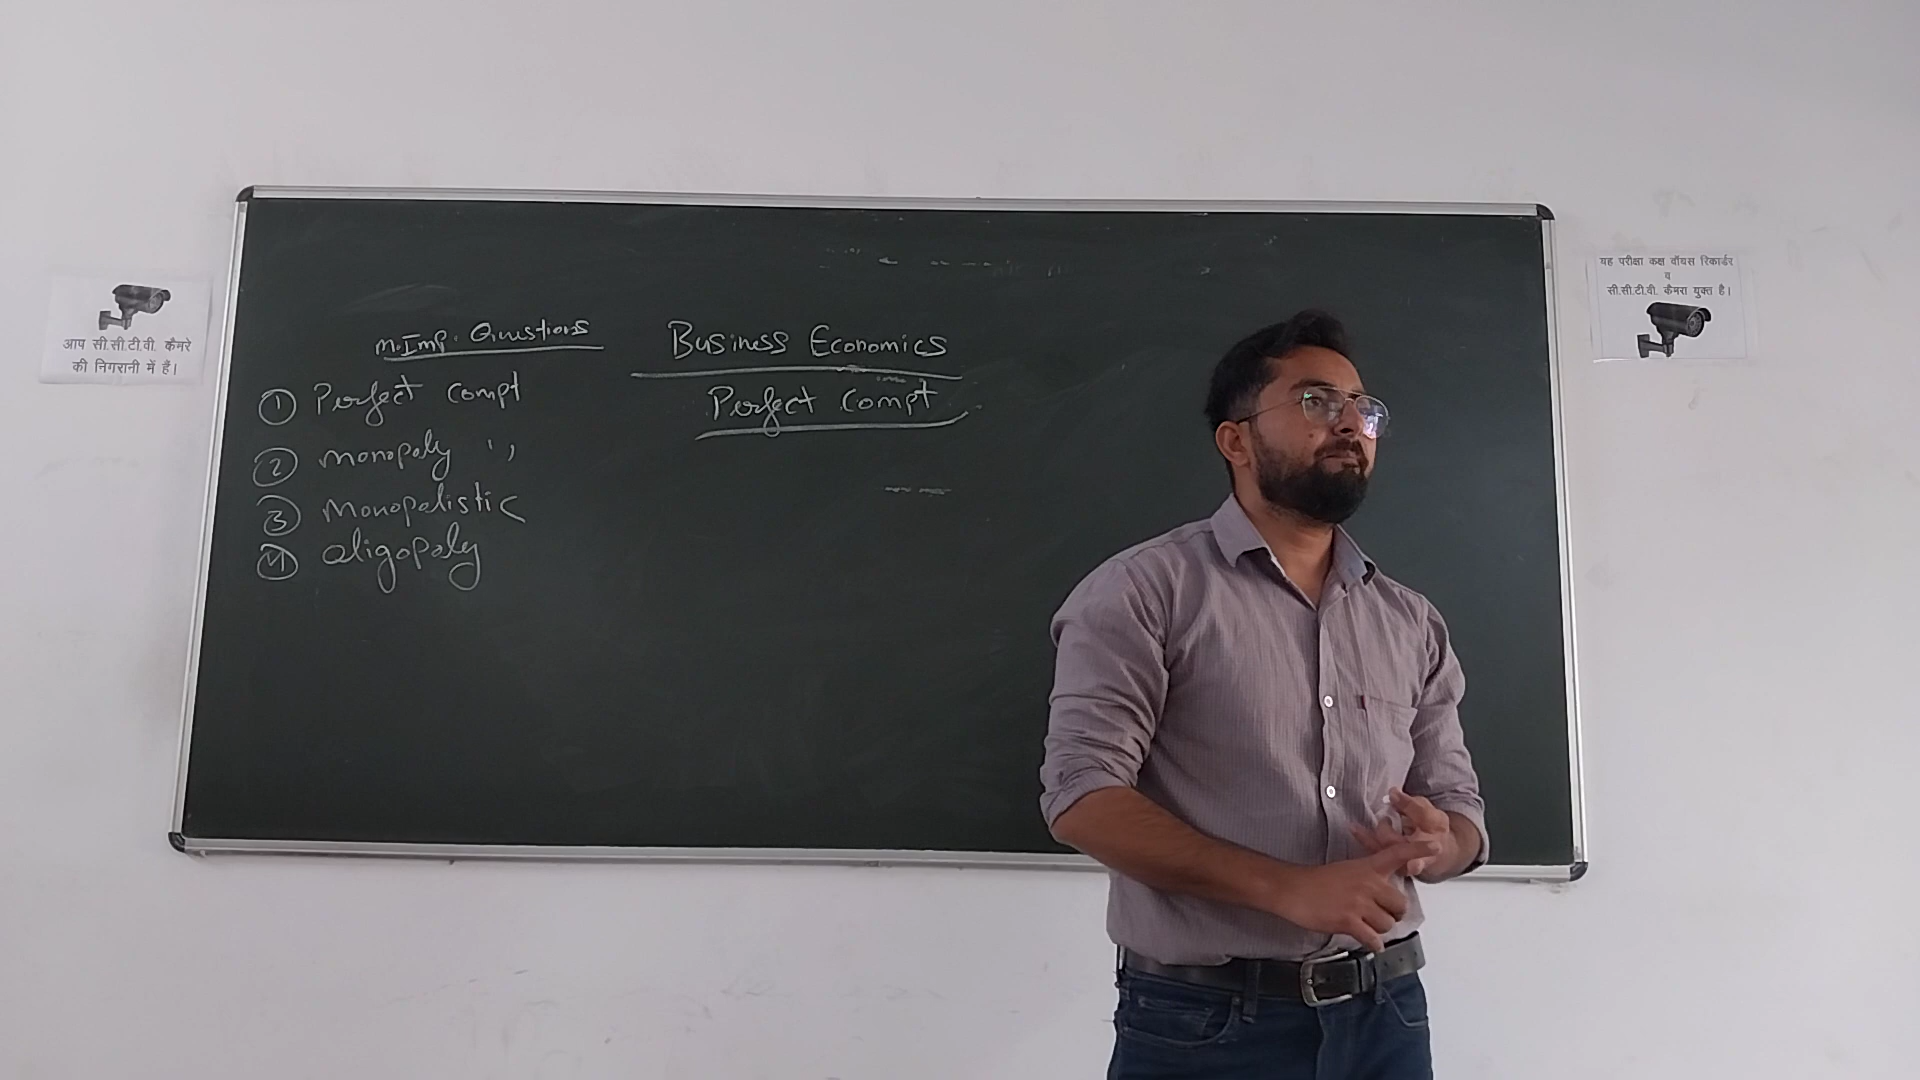 आप सी.सी.टी.वी. कैमरे
की निगरानी में हैं।
M.Imp. Questions
① Perfect Compt
② Monopoly ,,
③ Monopolistic
④ Oligopoly
Business Economics
Perfect Compt
यह परीक्षा कक्ष वॉयस रिकार्डर
व
सी.सी.टी.वी. कैमरा युक्त है।